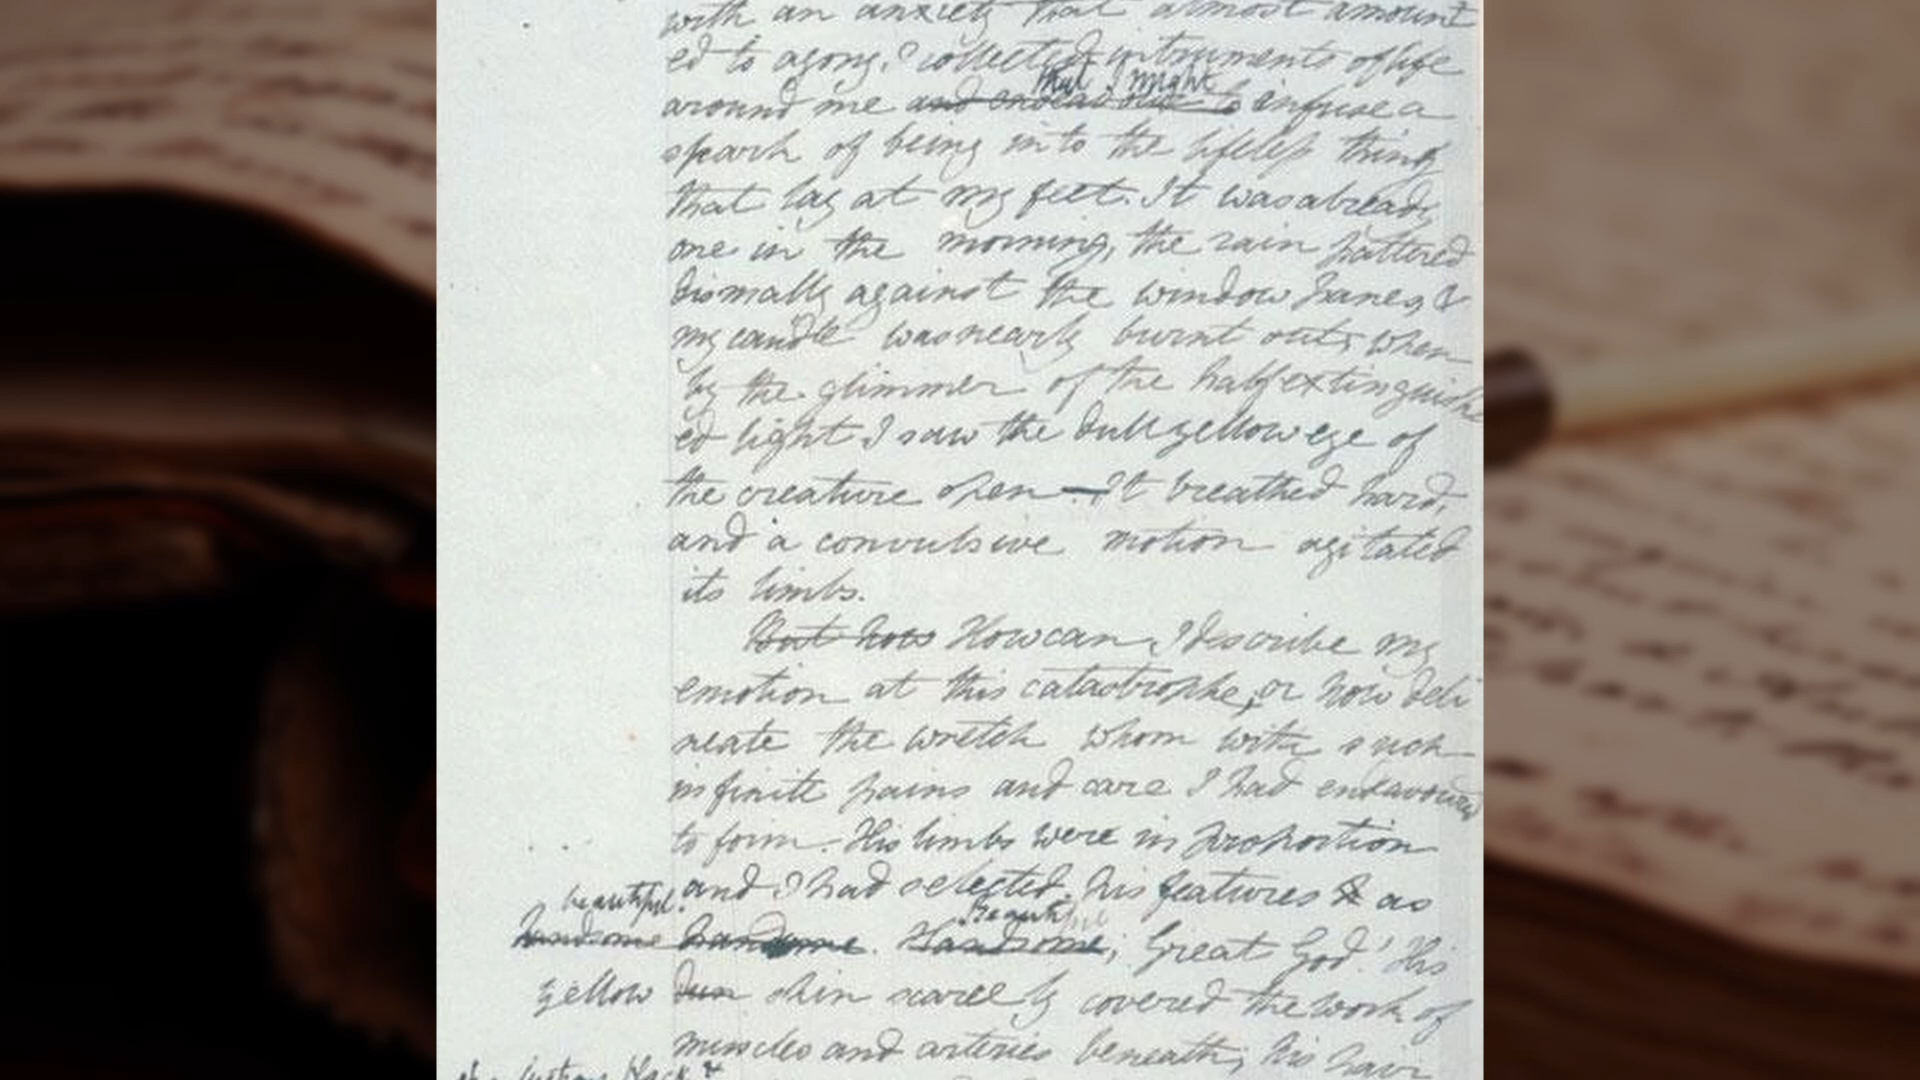 with an anxiety that almost amount
ed to agony, I collected instruments of life
that I might
around me and endeavour to infuse a
spark of being into the lifeless thing
that lay at my feet. It was already
one in the morning, the rain pattered
dismally against the window panes, &
my candle was nearly burnt out, when
by the glimmer of the half extinguish
ed light I saw the dull yellow eye of
the creature open—It breathed hard,
and a convulsive motion agitated
its limbs.
But how How can I describe my
emotion at this catastrophe; or how deli
neate the wretch whom with such
infinite pains and care I had endeavoured
to form. His limbs were in proportion
and I had selected his features & as
beautiful.
Beautiful
handsome handsome. Handsome; Great God! His
yellow dun skin scarcely covered the work of
muscles and arteries beneath; his hair
lustrous black &